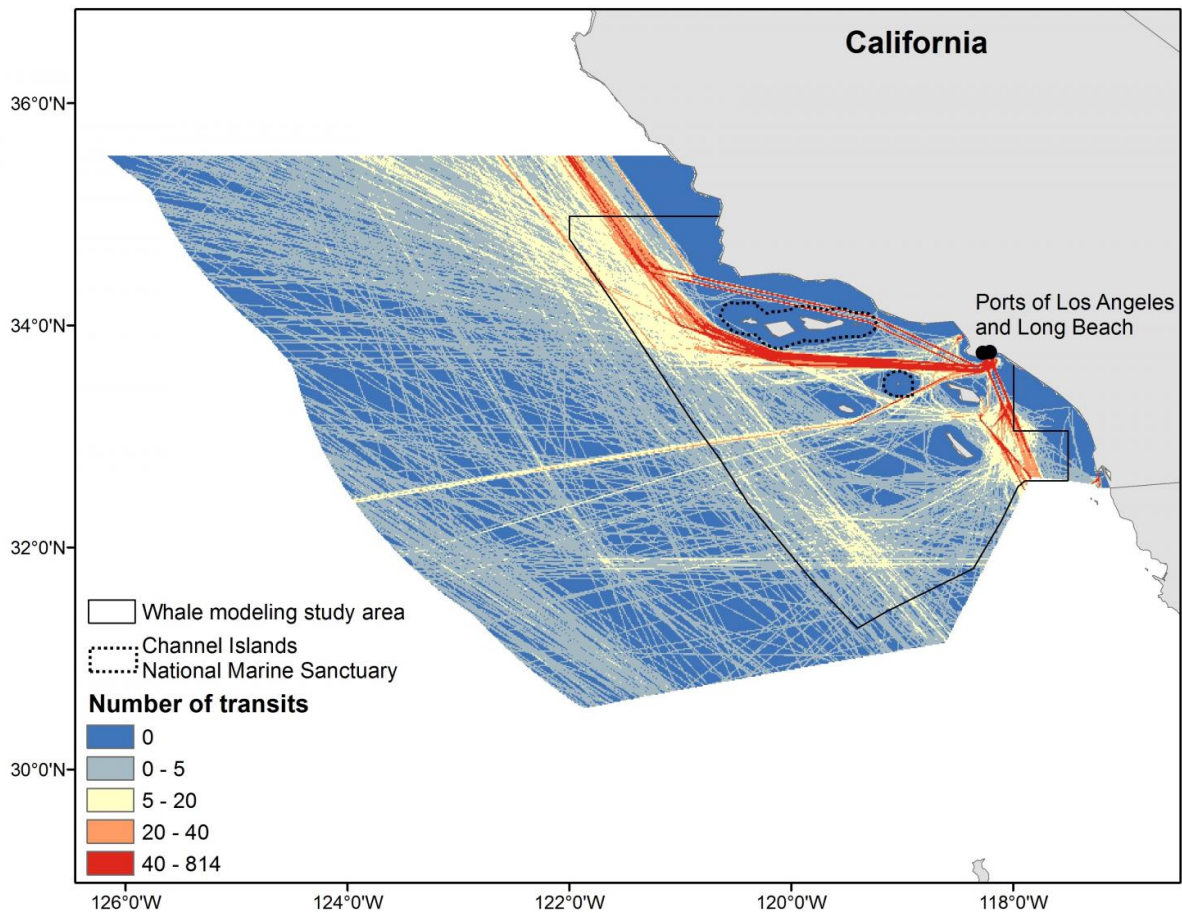 California
36°0'N
34°0'N
32°0'N
30°0'N
Ports of Los Angeles
and Long Beach
Whale modeling study area
Channel Islands
National Marine Sanctuary
Number of transits
0
0 - 5
5 - 20
20 - 40
40 - 814
126°0'W
124°0'W
122°0'W
120°0'W
118°0'W